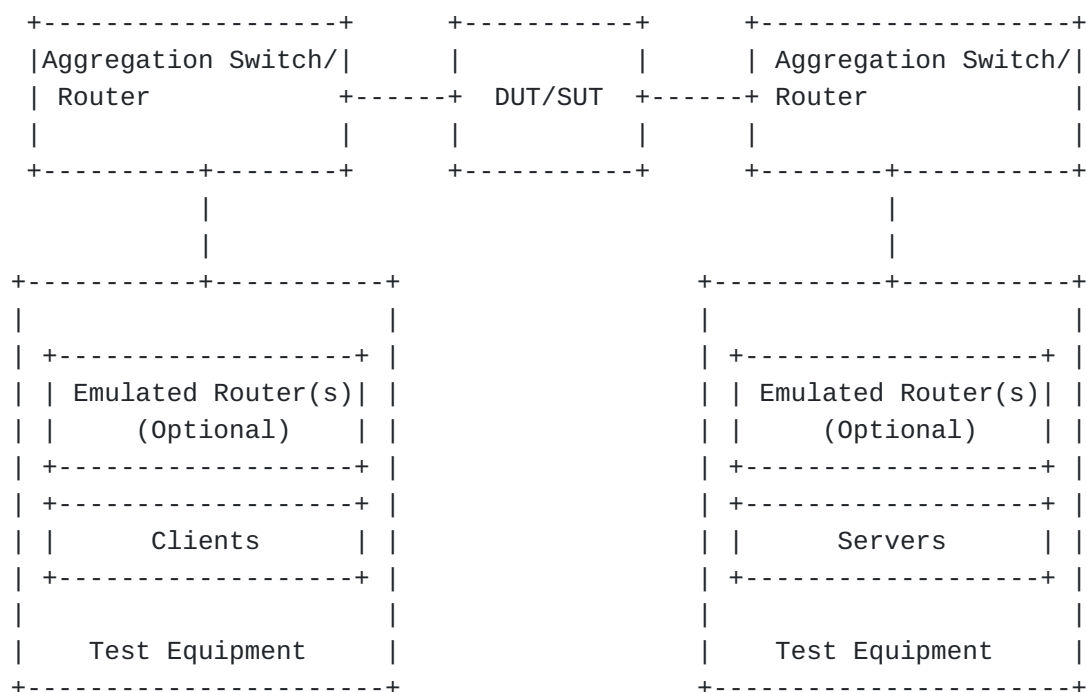 Aggregation Switch/
Router
DUT/SUT
Aggregation Switch/
Router
Emulated Router(s)
(Optional)
Clients
Test Equipment
Emulated Router(s)
(Optional)
Servers
Test Equipment